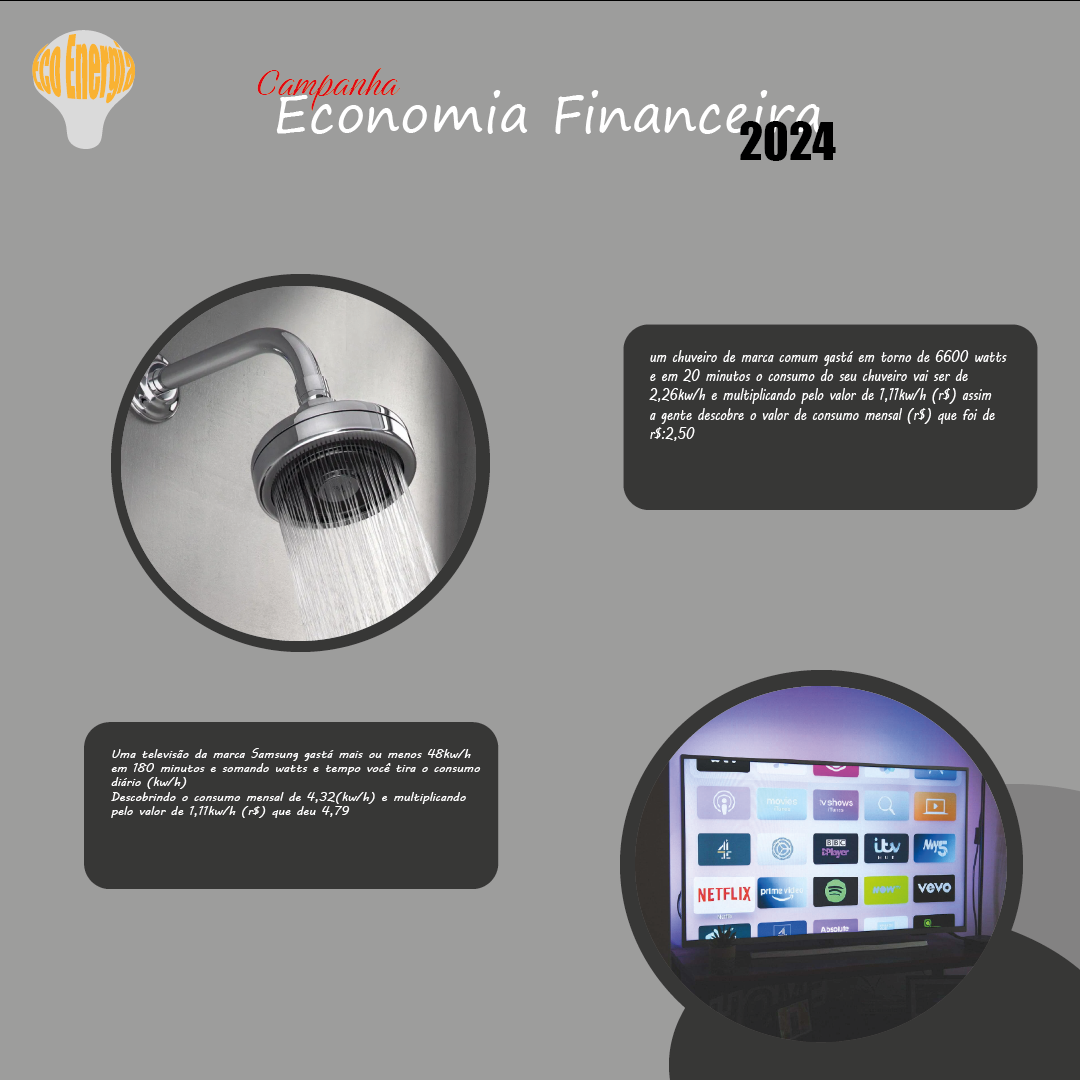 Eco Energia
Campanha
Economia Financeira
2024
um chuveiro de marca comum gastá em torno de 6600 watts
e em 20 minutos o consumo do seu chuveiro vai ser de
2,26kw/h e multiplicando pelo valor de 1,11kw/h (r$) assim
a gente descobre o valor de consumo mensal (r$) que foi de
r$:2,50
Uma televisão da marca Samsung gastá mais ou menos 48kw/h
em 180 minutos e somando watts e tempo você tira o consumo
diário (kw/h)
Descobrindo o consumo mensal de 4,32(kw/h) e multiplicando
pelo valor de 1,11kw/h (r$) que deu 4,79
movies
tv shows
4
BBC
iPlayer
itv
HUB
My5
NETFLIX
prime video
vevo
Absolute